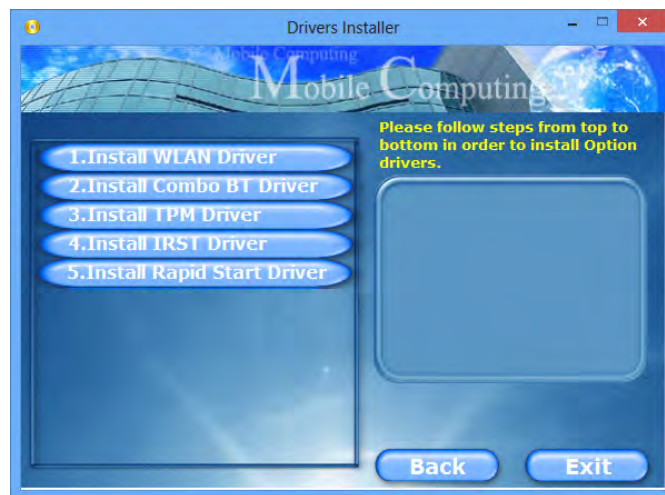 Drivers Installer
Mobile Computing
Mobile Computing
Please follow steps from top to
bottom in order to install Option
drivers.
1.Install WLAN Driver
2.Install Combo BT Driver
3.Install TPM Driver
4.Install IRST Driver
5.Install Rapid Start Driver
Back
Exit